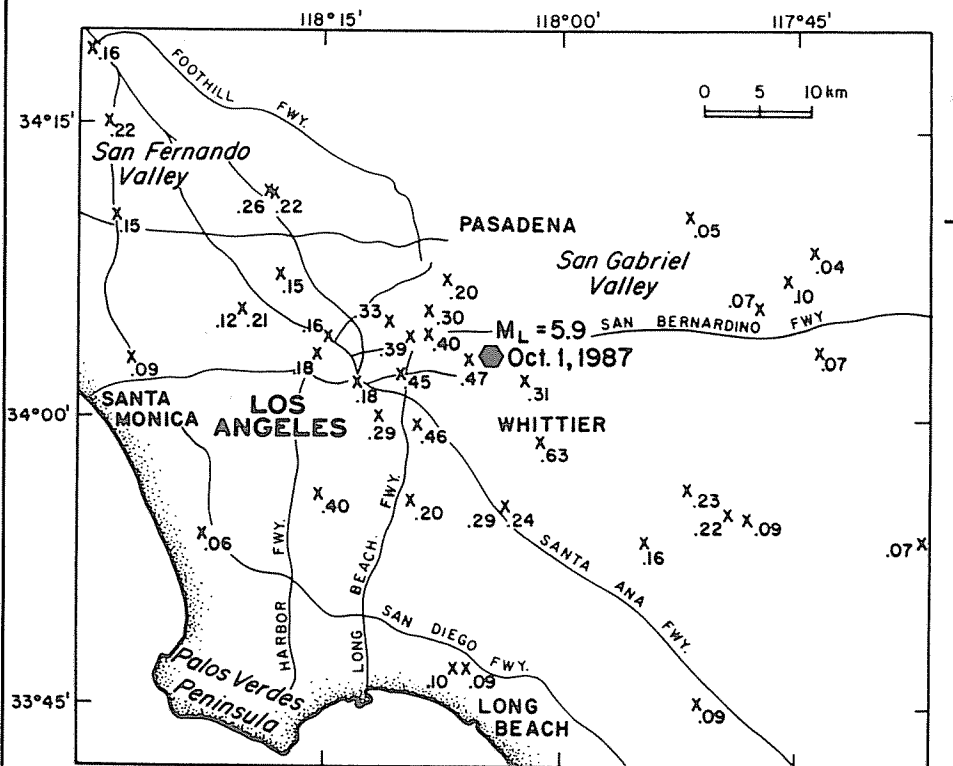 118°15'
118°00'
117°45'
.16
FOOTHILL
FWY.
0 5 10 km
34°15'
.22
San Fernando
Valley
.26 .22
.15
PASADENA
.05
San Gabriel
Valley
.04
.15
.20
.10
.07
.12 .21
.33
.30
.16
.39
.40
M_L = 5.9
SAN BERNARDINO FWY
Oct. 1, 1987
.07
.09
.18
.45
.47
.31
.18
SANTA
MONICA
34°00'
LOS
ANGELES
.29
.46
WHITTIER
.63
.40
.20
.29 .24
.23
.22
.09
.16
.07
.06
HARBOR FWY.
LONG BEACH FWY.
SANTA ANA FWY.
SAN DIEGO FWY.
Palos Verdes
Peninsula
.10 .09
33°45'
LONG
BEACH
.09